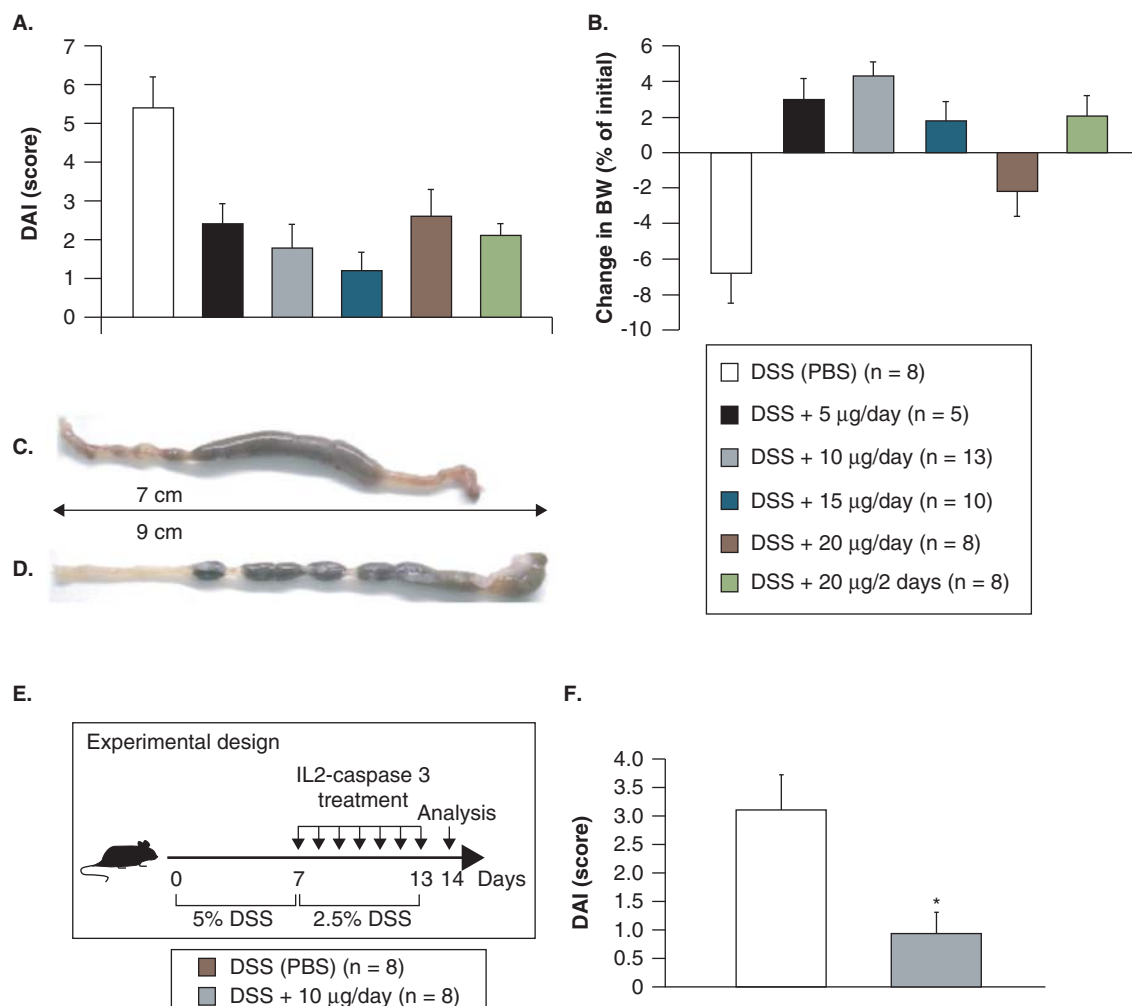 A.
7
6
5
4
3
2
1
0
DAI (score)
B.
6
4
2
0
-2
-4
-6
-8
-10
Change in BW (% of initial)
DSS (PBS) (n = 8)
DSS + 5 μg/day (n = 5)
DSS + 10 μg/day (n = 13)
DSS + 15 μg/day (n = 10)
DSS + 20 μg/day (n = 8)
DSS + 20 μg/2 days (n = 8)
C.
7 cm
9 cm
D.
E.
Experimental design
IL2-caspase 3
treatment
Analysis
0 7 13 14 Days
5% DSS 2.5% DSS
DSS (PBS) (n = 8)
DSS + 10 μg/day (n = 8)
F.
4.0
3.5
3.0
2.5
2.0
1.5
1.0
0.5
0
DAI (score)
*